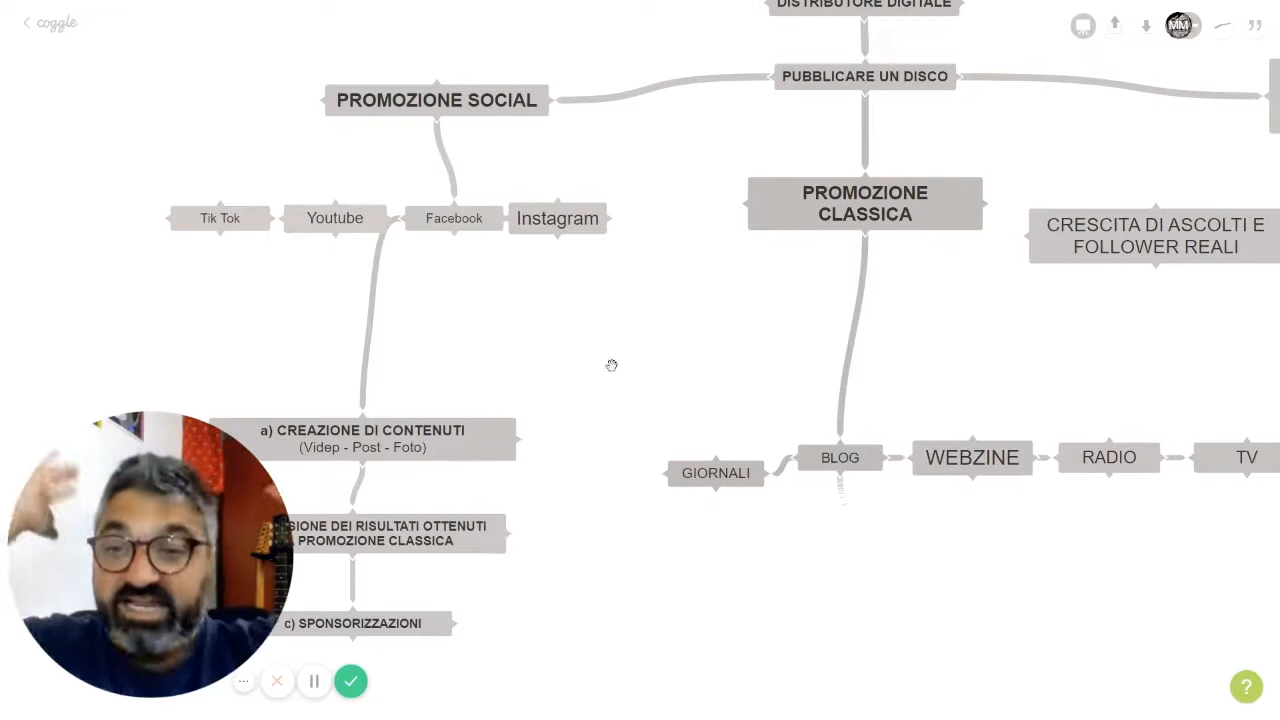 coggle
DISTRIBUTORE DIGITALE
MM
PUBBLICARE UN DISCO
PROMOZIONE SOCIAL
PROMOZIONE
CLASSICA
Tik Tok
Youtube
Facebook
Instagram
CRESCITA DI ASCOLTI E
FOLLOWER REALI
a) CREAZIONE DI CONTENUTI
(Videp - Post - Foto)
GIORNALI
BLOG
WEBZINE
RADIO
TV
SIONE DEI RISULTATI OTTENUTI
PROMOZIONE CLASSICA
c) SPONSORIZZAZIONI
?